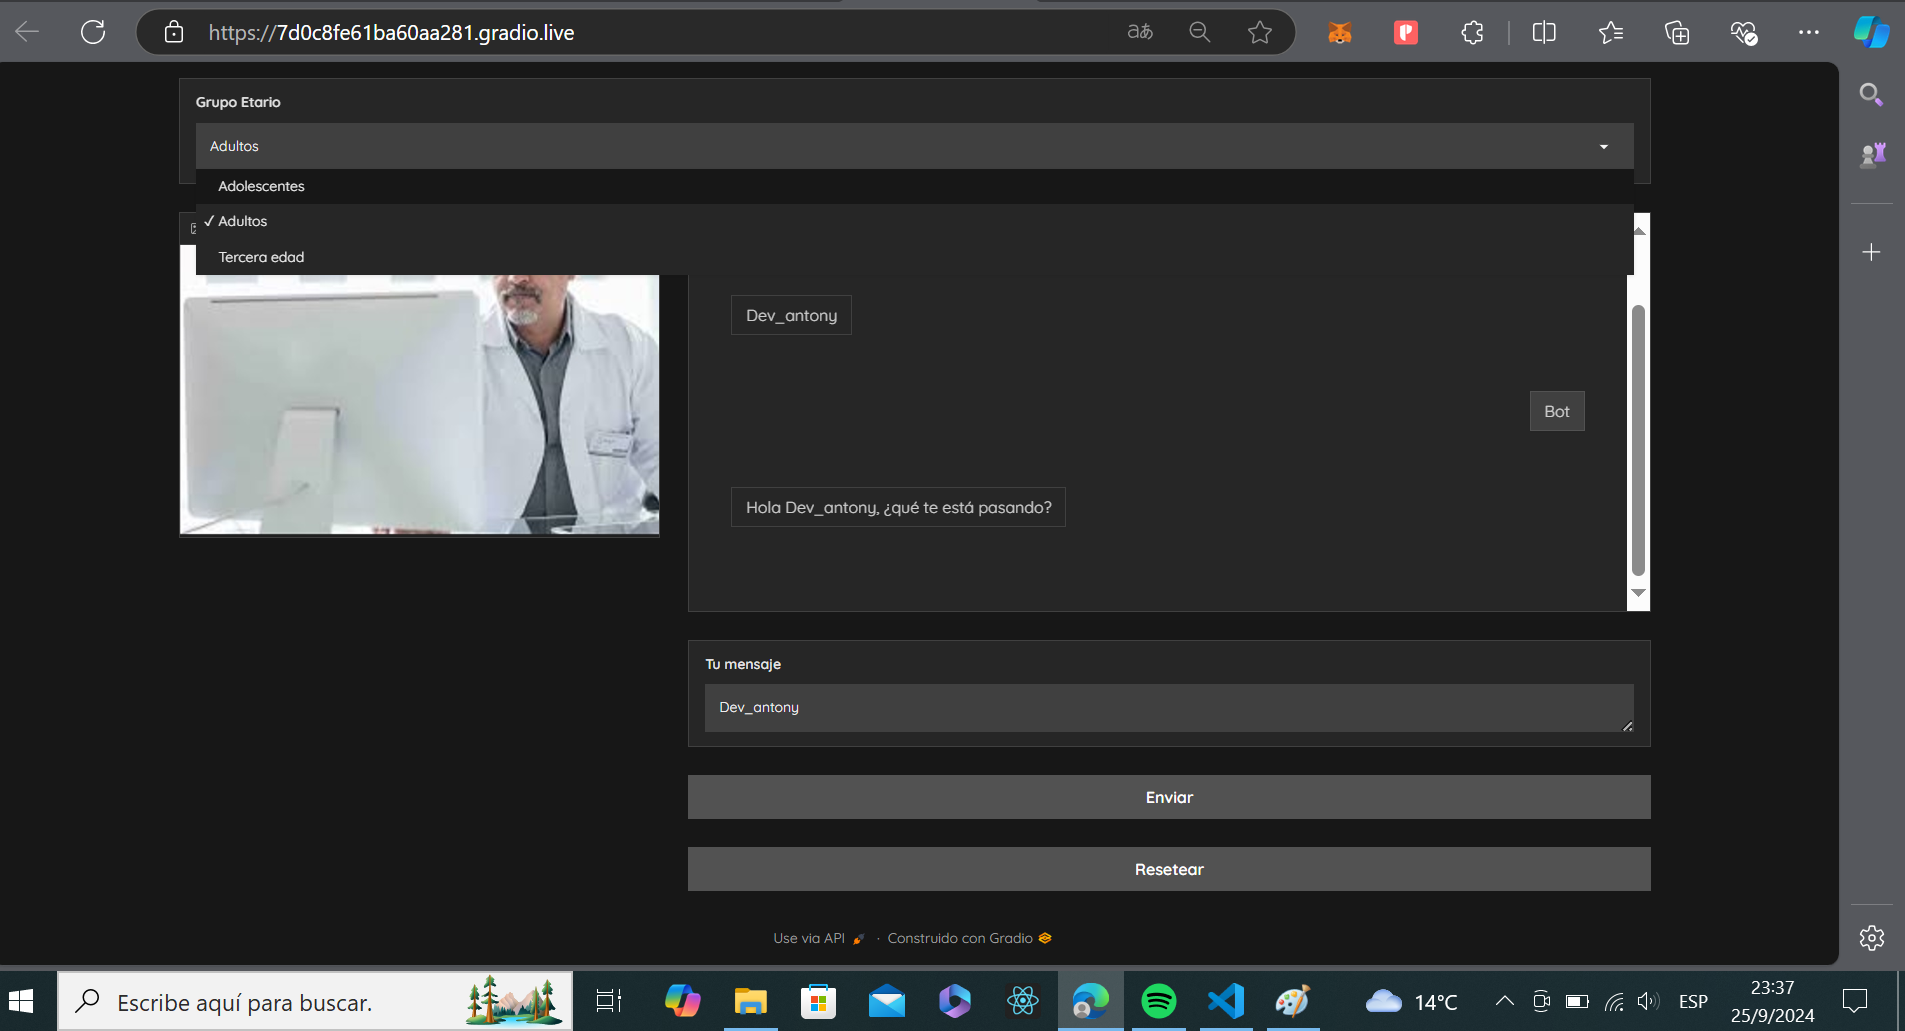 https://7d0c8fe61ba60aa281.gradio.live
Grupo Etario
Adultos
Adolescentes
✓ Adultos
Tercera edad
Dev_antony
Bot
Hola Dev_antony, ¿qué te está pasando?
Tu mensaje
Dev_antony
Enviar
Resetear
Use via API · Construido con Gradio
Escribe aquí para buscar.
14°C
ESP
23:37
25/9/2024